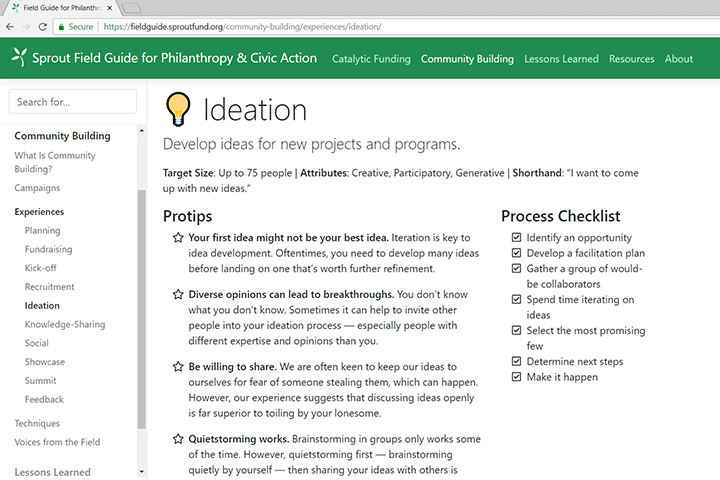 Field Guide for Philanthro
Secure
https://fieldguide.sproutfund.org/community-building/experiences/ideation/
Sprout Field Guide for Philanthropy & Civic Action
Catalytic Funding
Community Building
Lessons Learned
Resources
About
Search for...
Community Building
What Is Community
Building?
Campaigns
Experiences
Planning
Fundraising
Kick-off
Recruitment
Ideation
Knowledge-Sharing
Social
Showcase
Summit
Feedback
Techniques
Voices from the Field
Lessons Learned
Ideation
Develop ideas for new projects and programs.
Target Size: Up to 75 people | Attributes: Creative, Participatory, Generative | Shorthand: “I want to come
up with new ideas.”
Protips
Your first idea might not be your best idea. Iteration is key to
idea development. Oftentimes, you need to develop many ideas
before landing on one that’s worth further refinement.
Diverse opinions can lead to breakthroughs. You don’t know
what you don’t know. Sometimes it can help to invite other
people into your ideation process — especially people with
different expertise and opinions than you.
Be willing to share. We are often keen to keep our ideas to
ourselves for fear of someone stealing them, which can happen.
However, our experience suggests that discussing ideas openly
is far superior to toiling by your lonesome.
Quietstorming works. Brainstorming in groups only works some
of the time. However, quietstorming first — brainstorming
quietly by yourself — then sharing your ideas with others is
Process Checklist
Identify an opportunity
Develop a facilitation plan
Gather a group of would-
be collaborators
Spend time iterating on
ideas
Select the most promising
few
Determine next steps
Make it happen